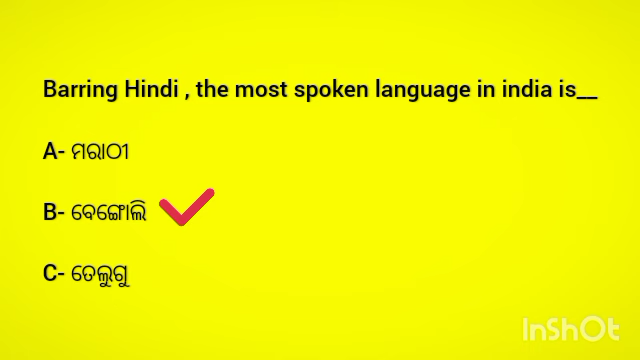 Barring Hindi , the most spoken language in india is__
A- ମରାଠୀ
B- ବେଙ୍ଗୋଲି
C- ତେଲୁଗୁ
InShOt